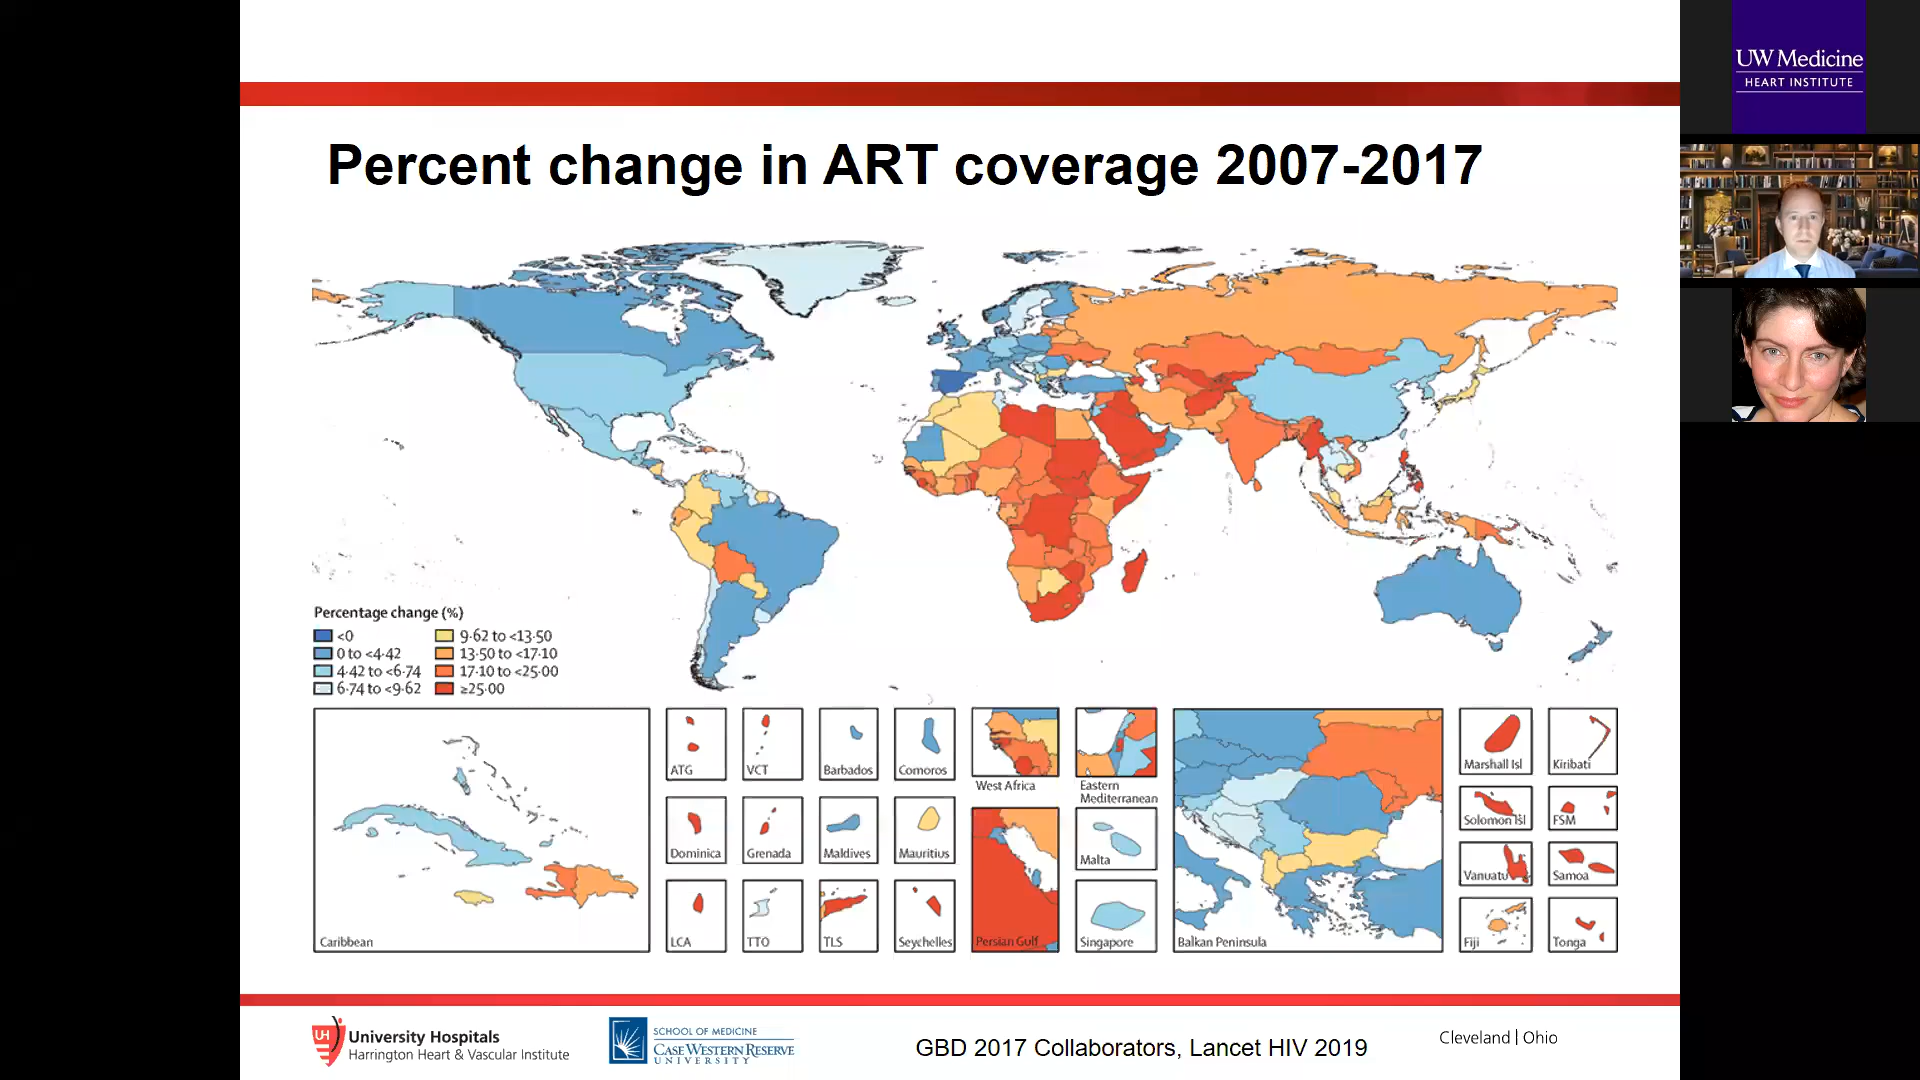 UW Medicine
HEART INSTITUTE
Percent change in ART coverage 2007-2017
Percentage change (%)
<0
0 to <4·42
4·42 to <6·74
6·74 to <9·62
9·62 to <13·50
13·50 to <17·10
17·10 to <25·00
≥25·00
Caribbean
ATG
VCT
Barbados
Comoros
West Africa
Eastern
Mediterranean
Marshall Isl
Kiribati
Dominica
Grenada
Maldives
Mauritius
Malta
Solomon Isl
FSM
Vanuatu
Samoa
LCA
TTO
TLS
Seychelles
Persian Gulf
Singapore
Balkan Peninsula
Fiji
Tonga
UH
University Hospitals
Harrington Heart & Vascular Institute
SCHOOL OF MEDICINE
CASE WESTERN RESERVE
UNIVERSITY
GBD 2017 Collaborators, Lancet HIV 2019
Cleveland | Ohio